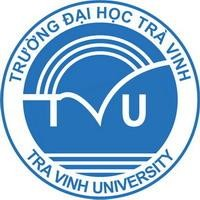 TRƯỜNG ĐẠI HỌC TRÀ VINH
TVU
TRA VINH UNIVERSITY